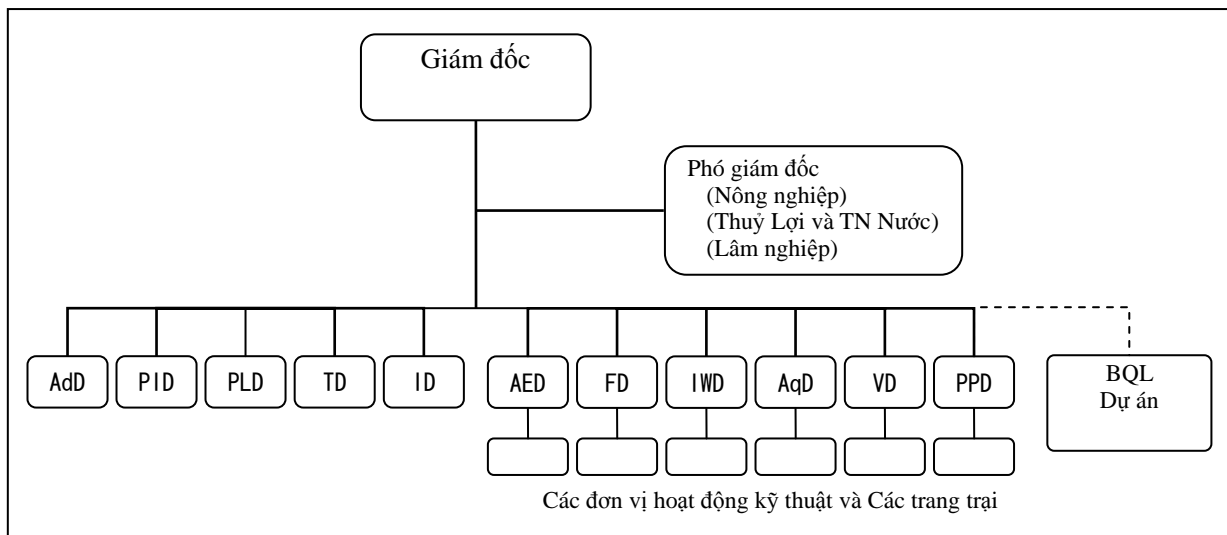 Giám đốc
Phó giám đốc
(Nông nghiệp)
(Thuỷ Lợi và TN Nước)
(Lâm nghiệp)
AdD PID PLD TD ID AED FD IWD AqD VD PPD
BQL
Dự án
Các đơn vị hoạt động kỹ thuật và Các trang trại